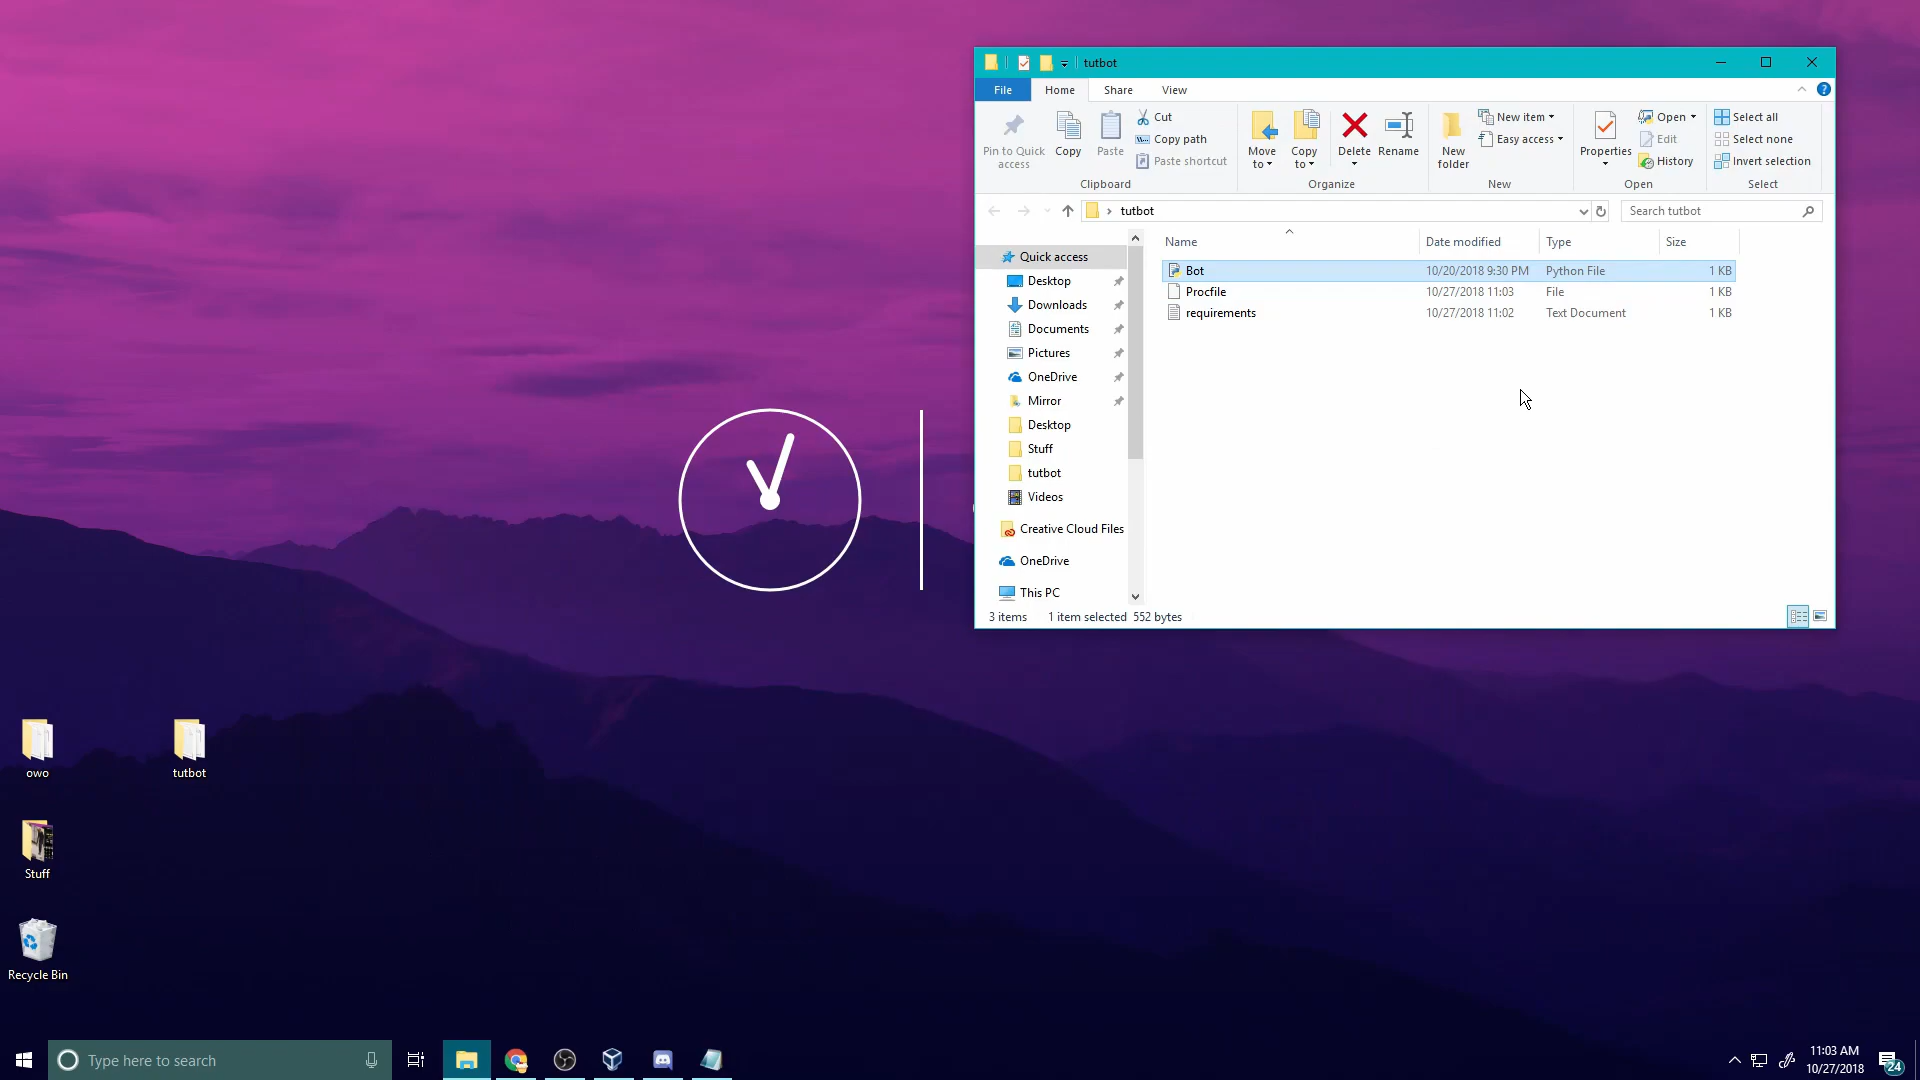 tutbot
File Home Share View
Pin to Quick access
Copy
Paste
Cut
Copy path
Paste shortcut
Clipboard
Move to
Copy to
Delete
Rename
Organize
New folder
New item
Easy access
New
Properties
Open
Edit
History
Open
Select all
Select none
Invert selection
Select
tutbot
Search tutbot
Name Date modified Type Size
Bot 10/20/2018 9:30 PM Python File 1 KB
Procfile 10/27/2018 11:03 File 1 KB
requirements 10/27/2018 11:02 Text Document 1 KB
Quick access
Desktop
Downloads
Documents
Pictures
OneDrive
Mirror
Desktop
Stuff
tutbot
Videos
Creative Cloud Files
OneDrive
This PC
3 items 1 item selected 552 bytes
owo
tutbot
Stuff
Recycle Bin
Type here to search
11:03 AM
10/27/2018
24